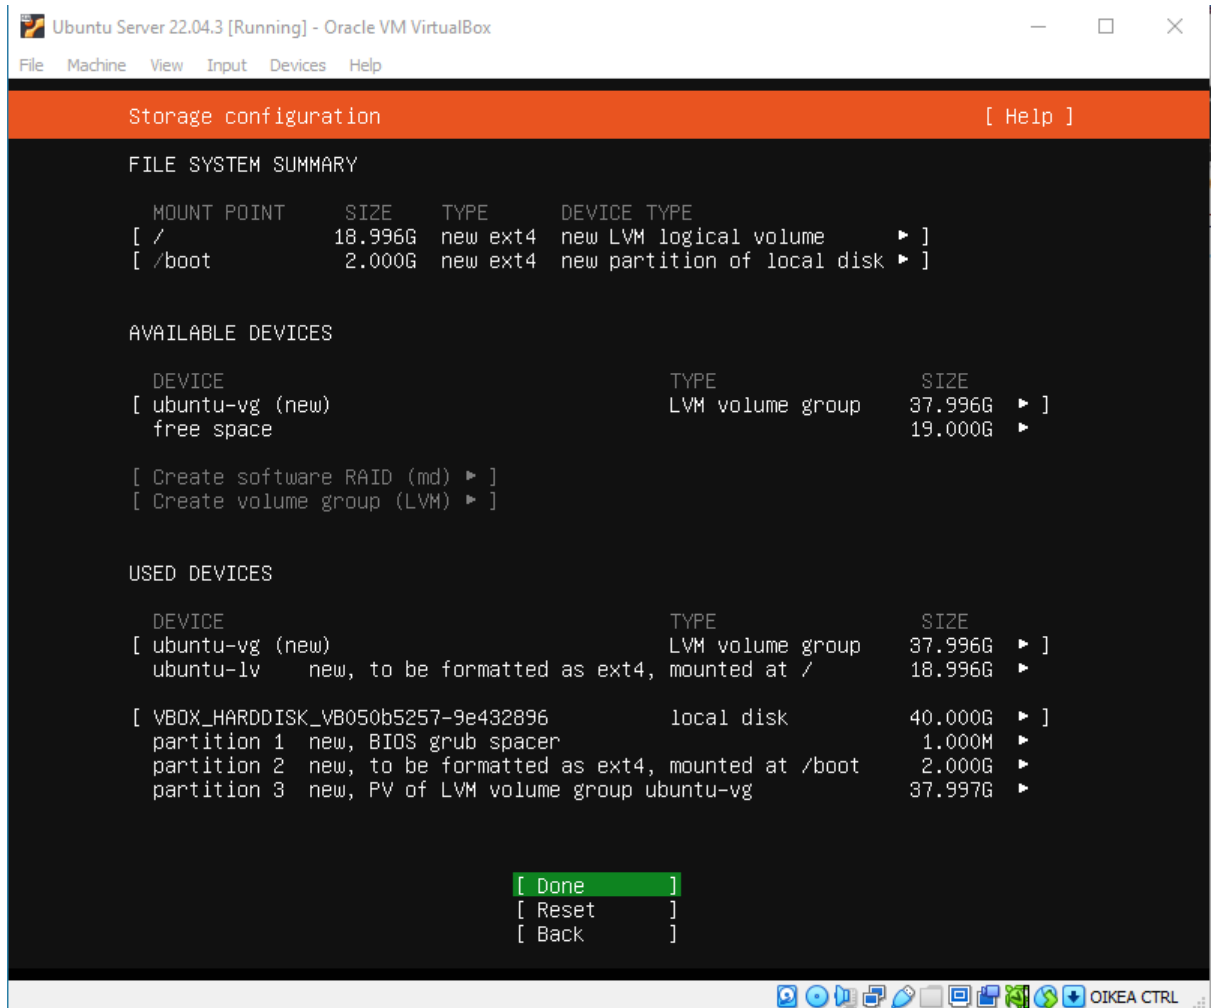 Ubuntu Server 22.04.3 [Running] - Oracle VM VirtualBox
File Machine View Input Devices Help
Storage configuration [ Help ]
FILE SYSTEM SUMMARY
MOUNT POINT SIZE TYPE DEVICE TYPE
[ / 18.996G new ext4 new LVM logical volume ▸ ]
[ /boot 2.000G new ext4 new partition of local disk ▸ ]
AVAILABLE DEVICES
DEVICE TYPE SIZE
[ ubuntu-vg (new) LVM volume group 37.996G ▸ ]
free space 19.000G ▸
[ Create software RAID (md) ▸ ]
[ Create volume group (LVM) ▸ ]
USED DEVICES
DEVICE TYPE SIZE
[ ubuntu-vg (new) LVM volume group 37.996G ▸ ]
ubuntu-lv new, to be formatted as ext4, mounted at / 18.996G ▸
[ VBOX_HARDDISK_VB050b5257-9e432896 local disk 40.000G ▸ ]
partition 1 new, BIOS grub spacer 1.000M ▸
partition 2 new, to be formatted as ext4, mounted at /boot 2.000G ▸
partition 3 new, PV of LVM volume group ubuntu-vg 37.997G ▸
[ Done ]
[ Reset ]
[ Back ]
OIKEA CTRL